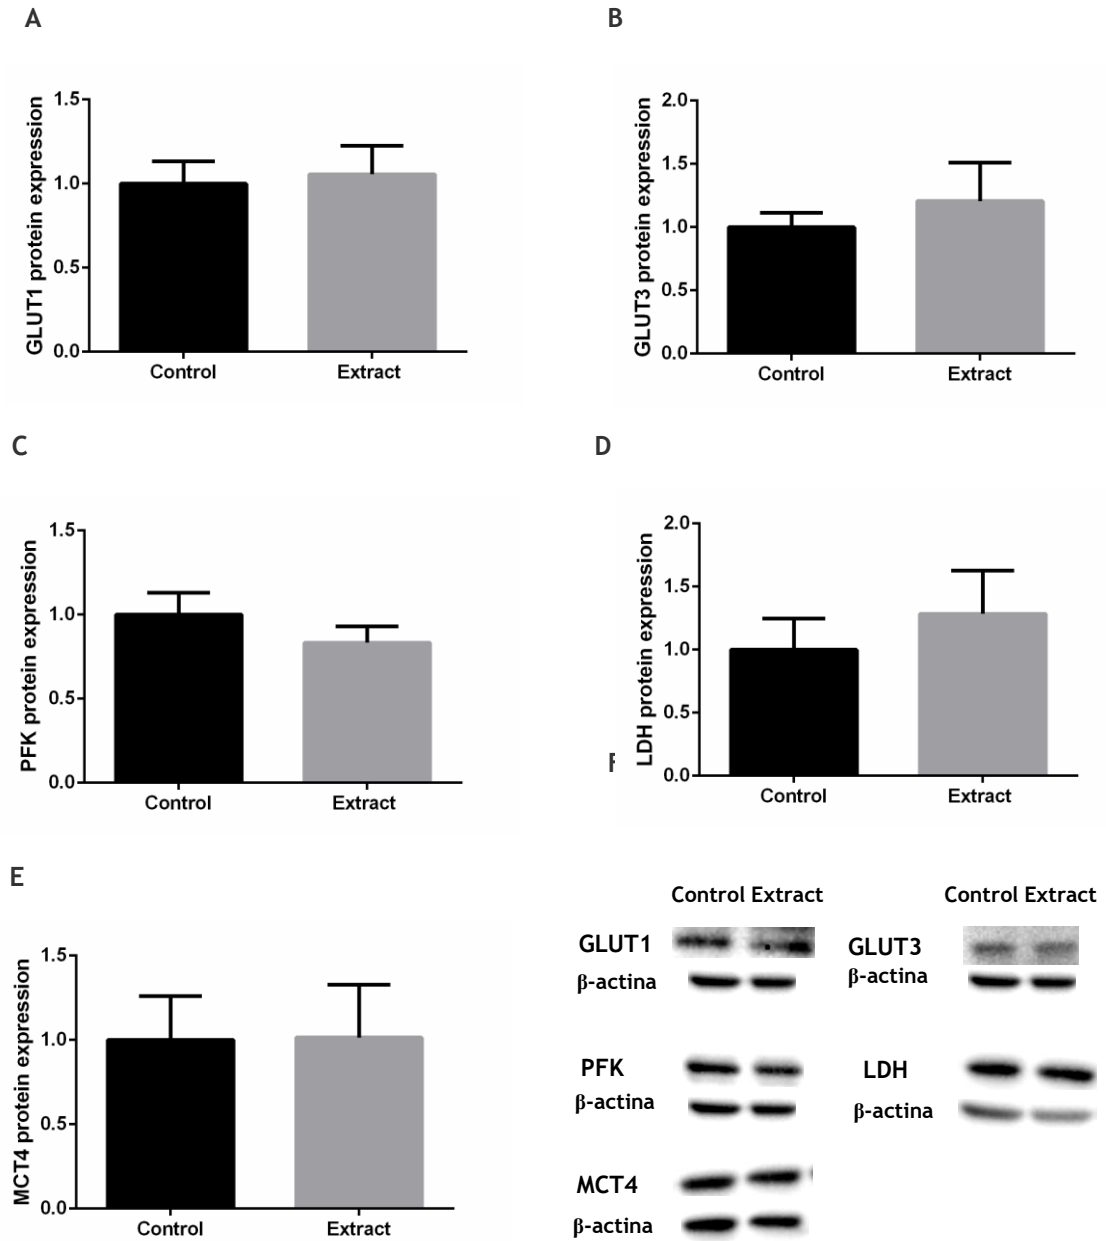 A
GLUT1 protein expression
1.5
1.0
0.5
0.0
Control Extract
B
GLUT3 protein expression
2.0
1.5
1.0
0.5
0.0
Control Extract
C
PFK protein expression
1.5
1.0
0.5
0.0
Control Extract
D
LDH protein expression
2.0
1.5
1.0
0.5
0.0
Control Extract
E
MCT4 protein expression
1.5
1.0
0.5
0.0
Control Extract
Control Extract
GLUT1
β-actina
PFK
β-actina
MCT4
β-actina
Control Extract
GLUT3
β-actina
LDH
β-actina